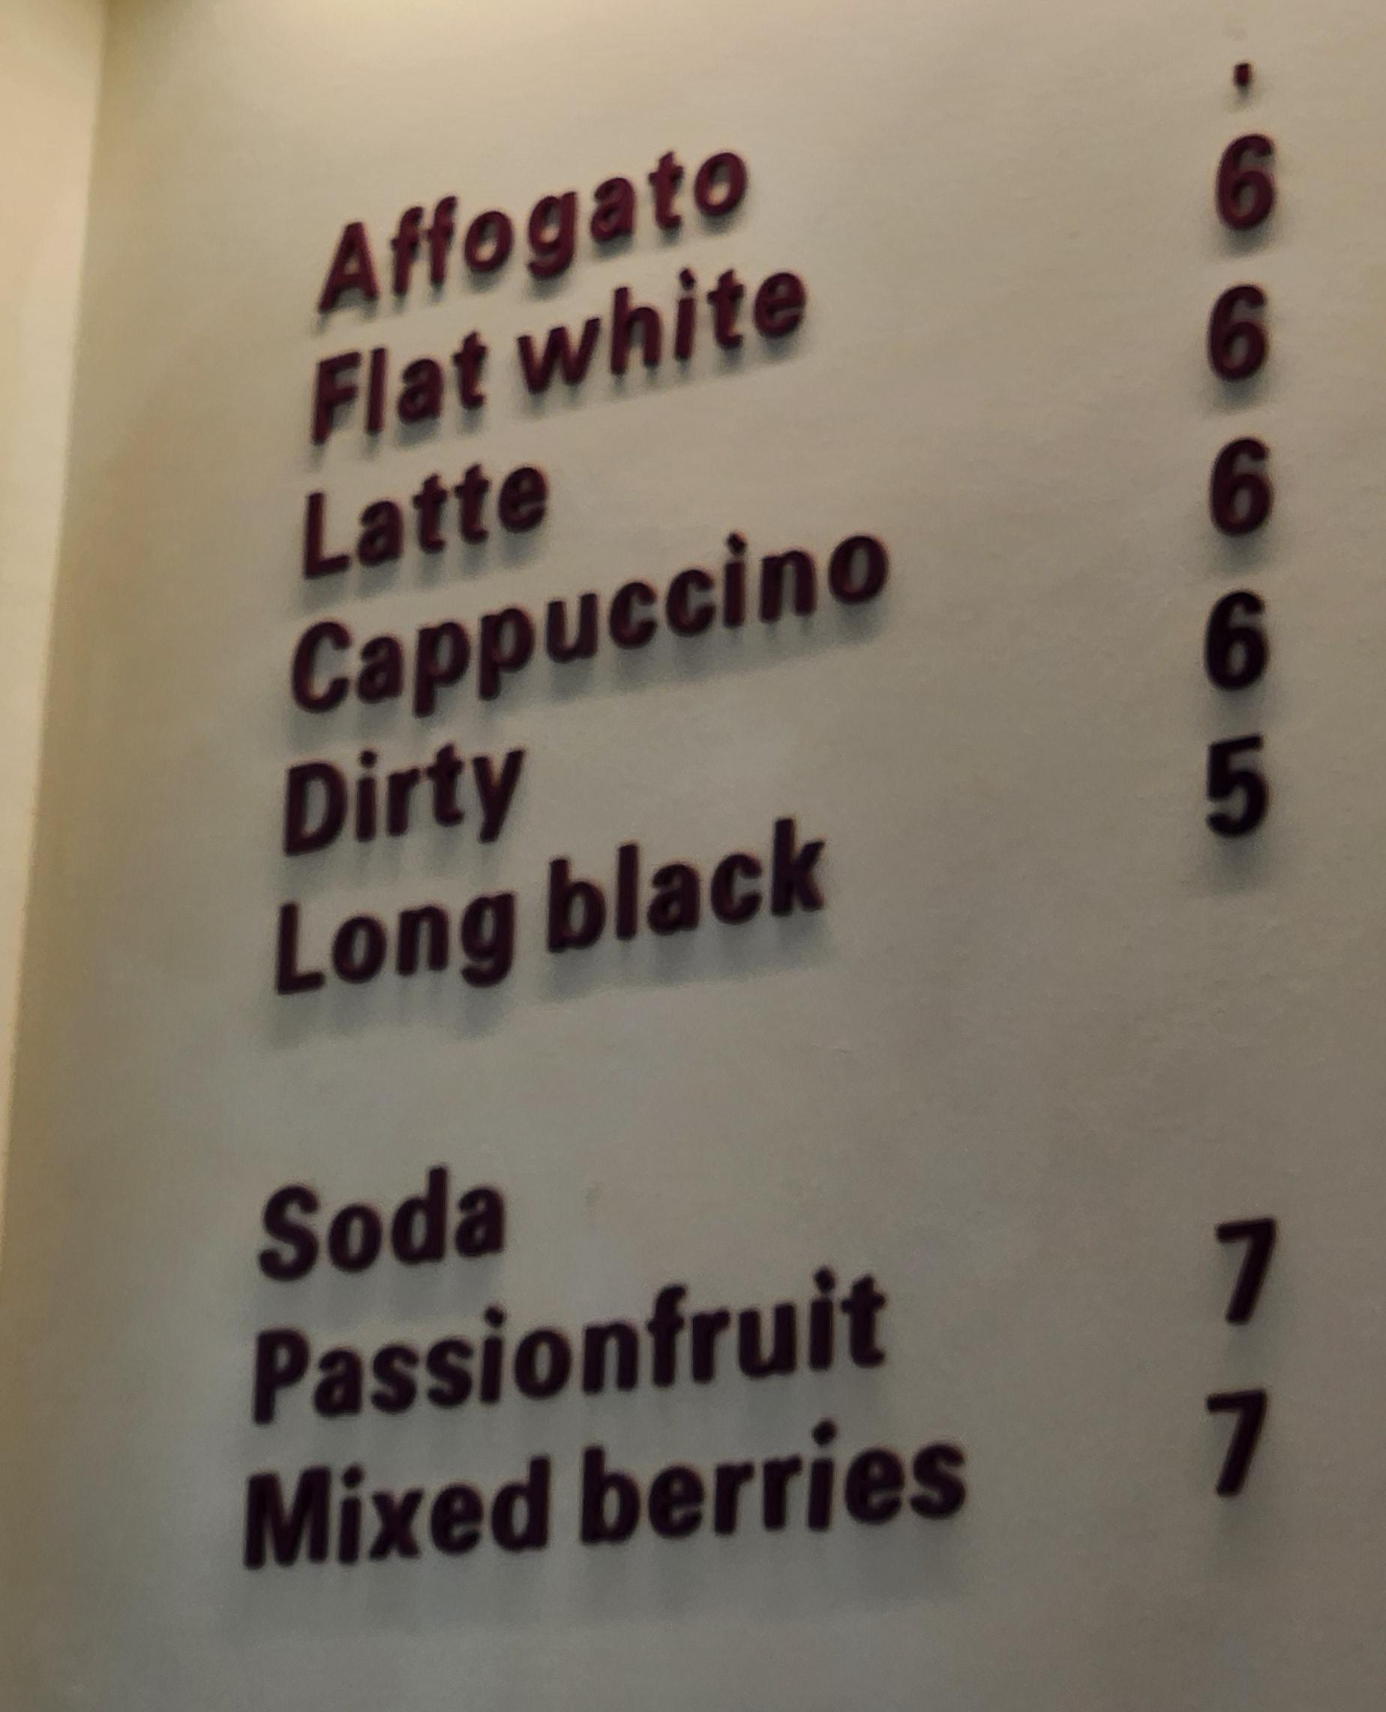 Affogato
Flat white 6
Latte 6
Cappuccino 6
Dirty 6
Long black 5
Soda
Passionfruit 7
Mixed berries 7